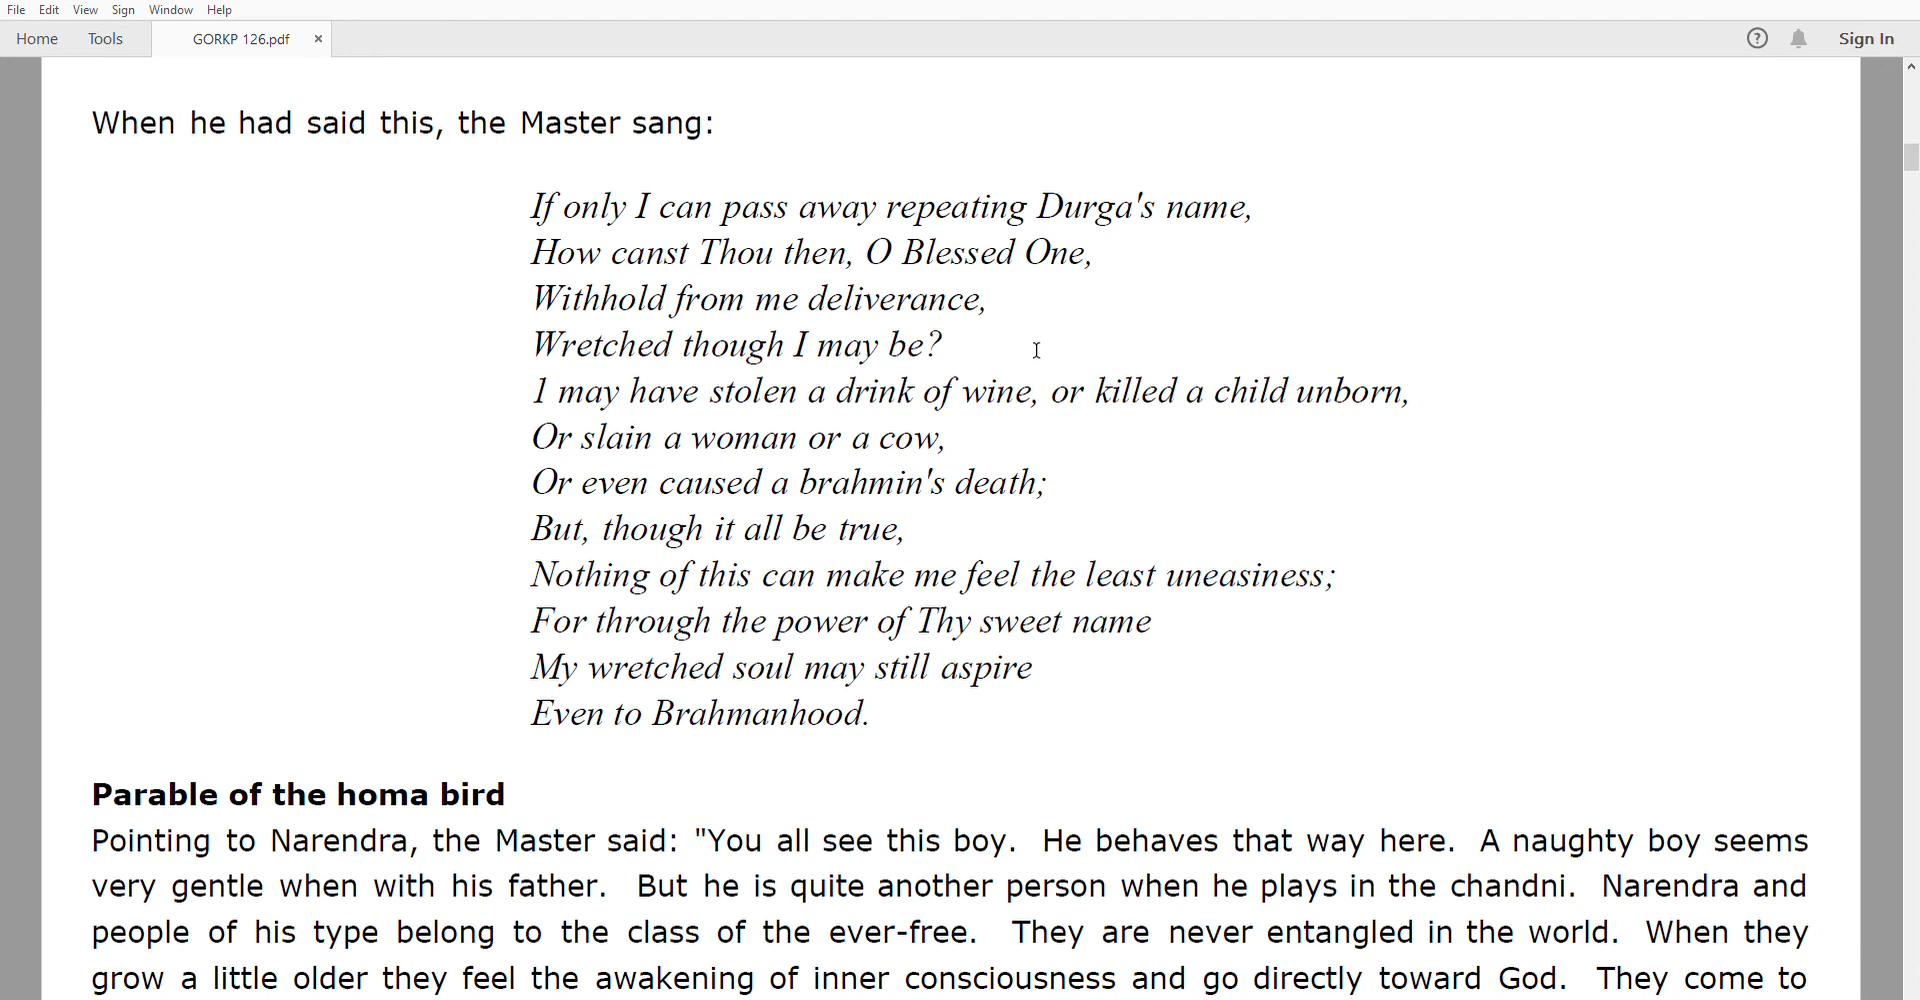 File Edit View Sign Window Help
Home Tools GORKP 126.pdf × ? Sign In
When he had said this, the Master sang:
If only I can pass away repeating Durga's name,
How canst Thou then, O Blessed One,
Withhold from me deliverance,
Wretched though I may be?
1 may have stolen a drink of wine, or killed a child unborn,
Or slain a woman or a cow,
Or even caused a brahmin's death;
But, though it all be true,
Nothing of this can make me feel the least uneasiness;
For through the power of Thy sweet name
My wretched soul may still aspire
Even to Brahmanhood.
Parable of the homa bird
Pointing to Narendra, the Master said: "You all see this boy. He behaves that way here. A naughty boy seems
very gentle when with his father. But he is quite another person when he plays in the chandni. Narendra and
people of his type belong to the class of the ever-free. They are never entangled in the world. When they
grow a little older they feel the awakening of inner consciousness and go directly toward God. They come to